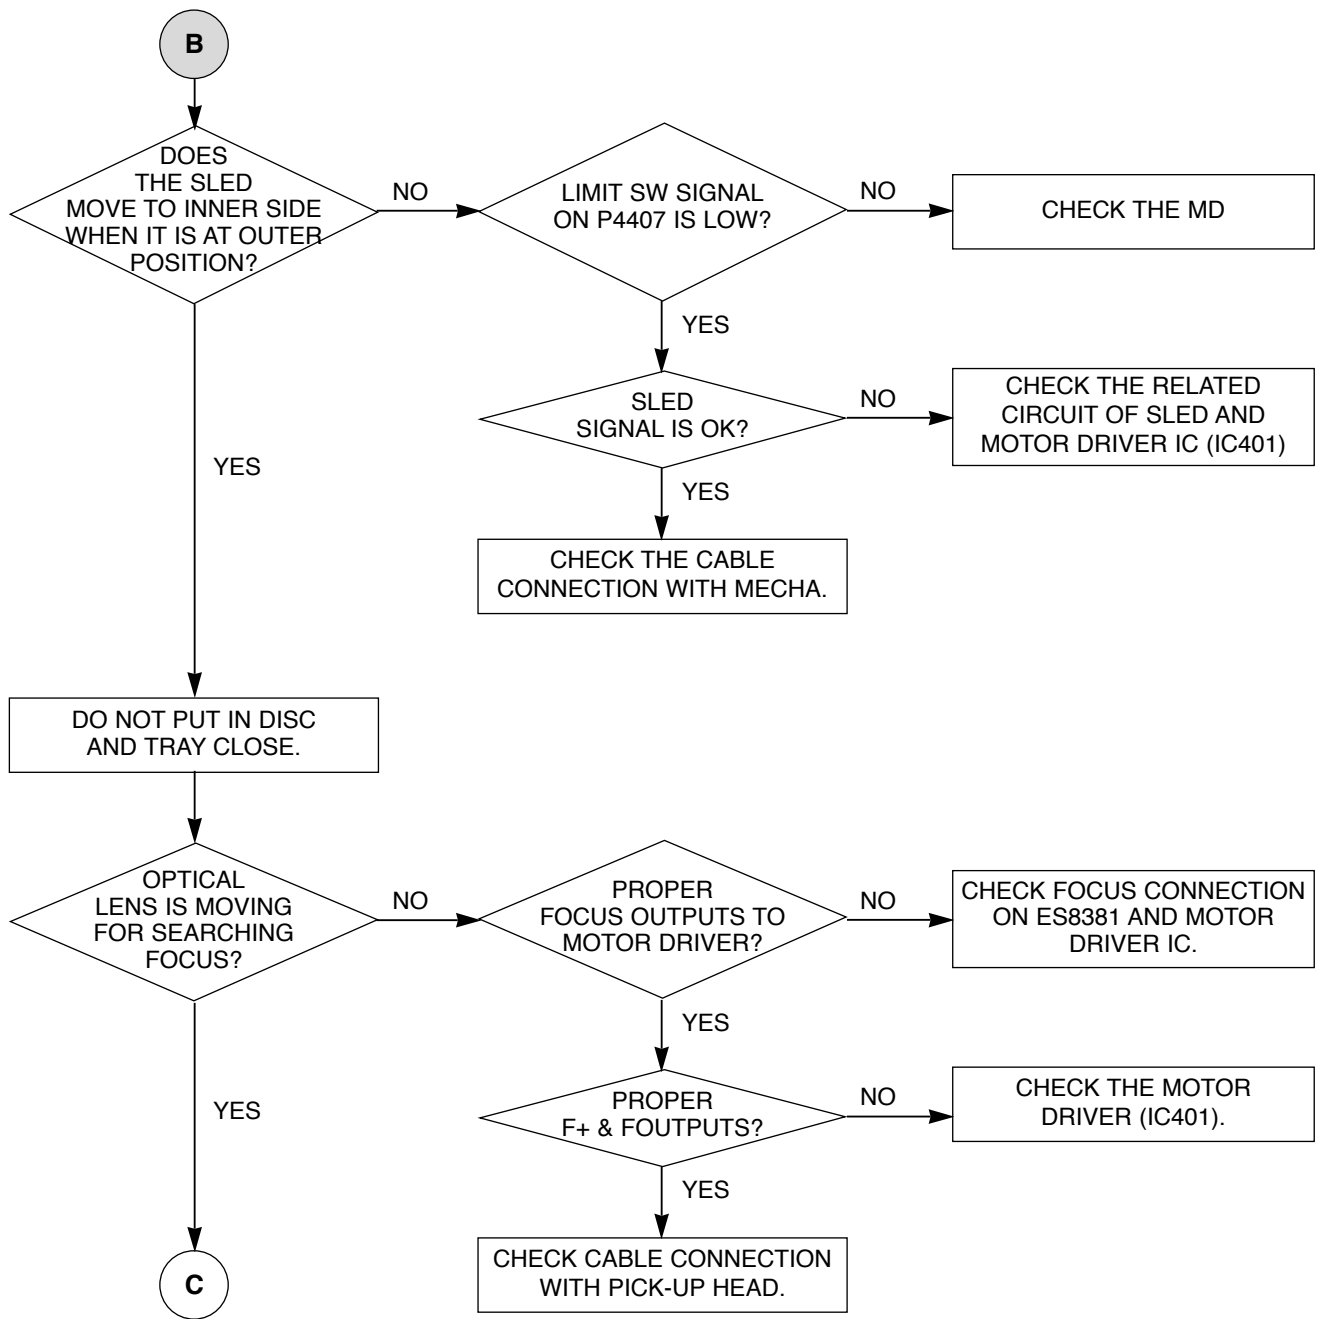 B
DOES
THE SLED
MOVE TO INNER SIDE
WHEN IT IS AT OUTER
POSITION?
NO
LIMIT SW SIGNAL
ON P4407 IS LOW?
NO
CHECK THE MD
YES
SLED
SIGNAL IS OK?
NO
CHECK THE RELATED
CIRCUIT OF SLED AND
MOTOR DRIVER IC (IC401)
YES
CHECK THE CABLE
CONNECTION WITH MECHA.
YES
DO NOT PUT IN DISC
AND TRAY CLOSE.
OPTICAL
LENS IS MOVING
FOR SEARCHING
FOCUS?
NO
PROPER
FOCUS OUTPUTS TO
MOTOR DRIVER?
NO
CHECK FOCUS CONNECTION
ON ES8381 AND MOTOR
DRIVER IC.
YES
PROPER
F+ & FOUTPUTS?
NO
CHECK THE MOTOR
DRIVER (IC401).
YES
CHECK CABLE CONNECTION
WITH PICK-UP HEAD.
YES
C